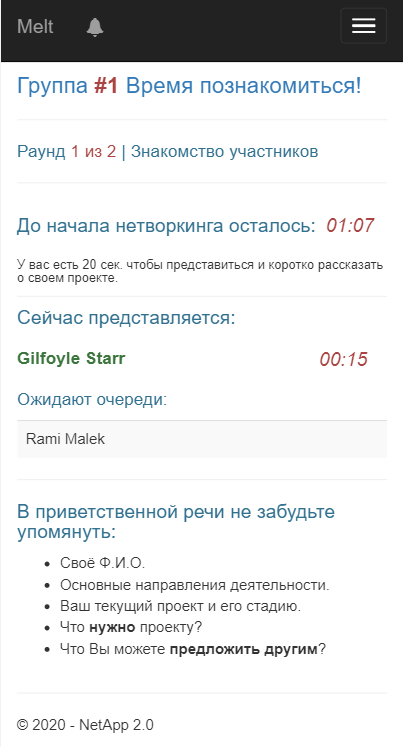 Melt
Группа #1 Время познакомиться!
Раунд 1 из 2 | Знакомство участников
До начала нетворкинга осталось: 01:07
У вас есть 20 сек. чтобы представиться и коротко рассказать
о своем проекте.
Сейчас представляется:
Gilfoyle Starr 00:15
Ожидают очереди:
Rami Malek
В приветственной речи не забудьте
упомянуть:
• Своё Ф.И.О.
• Основные направления деятельности.
• Ваш текущий проект и его стадию.
• Что нужно проекту?
• Что Вы можете предложить другим?
© 2020 - NetApp 2.0